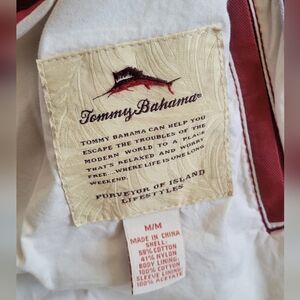 Tommy Bahama®
TOMMY BAHAMA CAN HELP YOU
ESCAPE THE TROUBLES OF THE
MODERN WORLD TO A PLACE
THAT'S RELAXED AND WORRY
FREE...WHERE LIFE IS ONE LONG
WEEKEND.
PURVEYOR OF ISLAND
LIFESTYLES
M/M
MADE IN CHINA
SHELL:
59% COTTON
41% NYLON
BODY LINING:
100% COTTON
SLEEVE LINING:
100% ACETATE